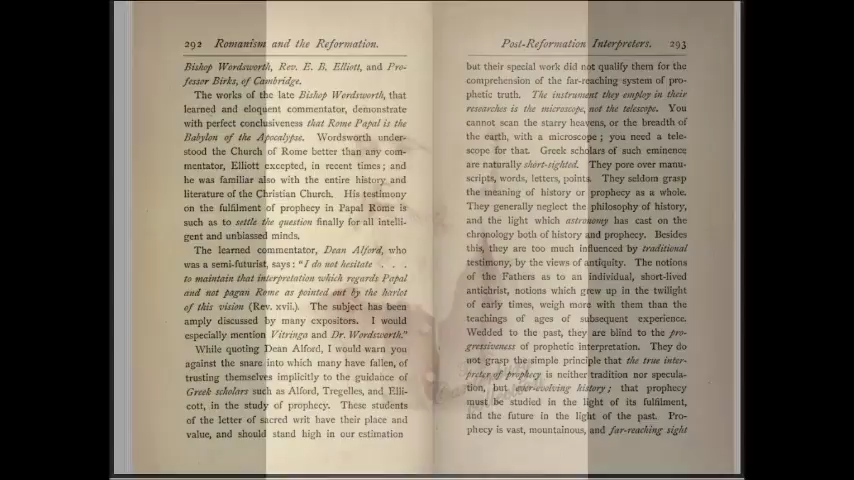 292 Romanism and the Reformation.
Bishop Wordsworth, Rev. E. B. Elliott, and Pro-
fessor Birks, of Cambridge.
The works of the late Bishop Wordsworth, that
learned and eloquent commentator, demonstrate
with perfect conclusiveness that Rome Papal is the
Babylon of the Apocalypse. Wordsworth under-
stood the Church of Rome better than any com-
mentator, Elliott excepted, in recent times; and
he was familiar also with the entire history and
literature of the Christian Church. His testimony
on the fulfilment of prophecy in Papal Rome is
such as to settle the question finally for all intelli-
gent and unbiassed minds.
The learned commentator, Dean Alford, who
was a semi-futurist, says: "I do not hesitate . . .
to maintain that interpretation which regards Papal
and not pagan Rome as pointed out by the harlot
of this vision (Rev. xvii.). The subject has been
amply discussed by many expositors. I would
especially mention Vitringa and Dr. Wordsworth."
While quoting Dean Alford, I would warn you
against the snare into which many have fallen, of
trusting themselves implicitly to the guidance of
Greek scholars such as Alford, Tregelles, and Elli-
cott, in the study of prophecy. These students
of the letter of sacred writ have their place and
value, and should stand high in our estimation
Post-Reformation Interpreters. 293
but their special work did not qualify them for the
comprehension of the far-reaching system of pro-
phetic truth. The instrument they employ in their
researches is the microscope, not the telescope. You
cannot scan the starry heavens, or the breadth of
the earth, with a microscope; you need a tele-
scope for that. Greek scholars of such eminence
are naturally short-sighted. They pore over manu-
scripts, words, letters, points. They seldom grasp
the meaning of history or prophecy as a whole.
They generally neglect the philosophy of history,
and the light which astronomy has cast on the
chronology both of history and prophecy. Besides
this, they are too much influenced by traditional
testimony, by the views of antiquity. The notions
of the Fathers as to an individual, short-lived
antichrist, notions which grew up in the twilight
of early times, weigh more with them than the
teachings of ages of subsequent experience.
Wedded to the past, they are blind to the pro-
gressiveness of prophetic interpretation. They do
not grasp the simple principle that the true inter-
preter of prophecy is neither tradition nor specula-
tion, but ever-evolving history; that prophecy
must be studied in the light of its fulfilment,
and the future in the light of the past. Pro-
phecy is vast, mountainous, and far-reaching sight